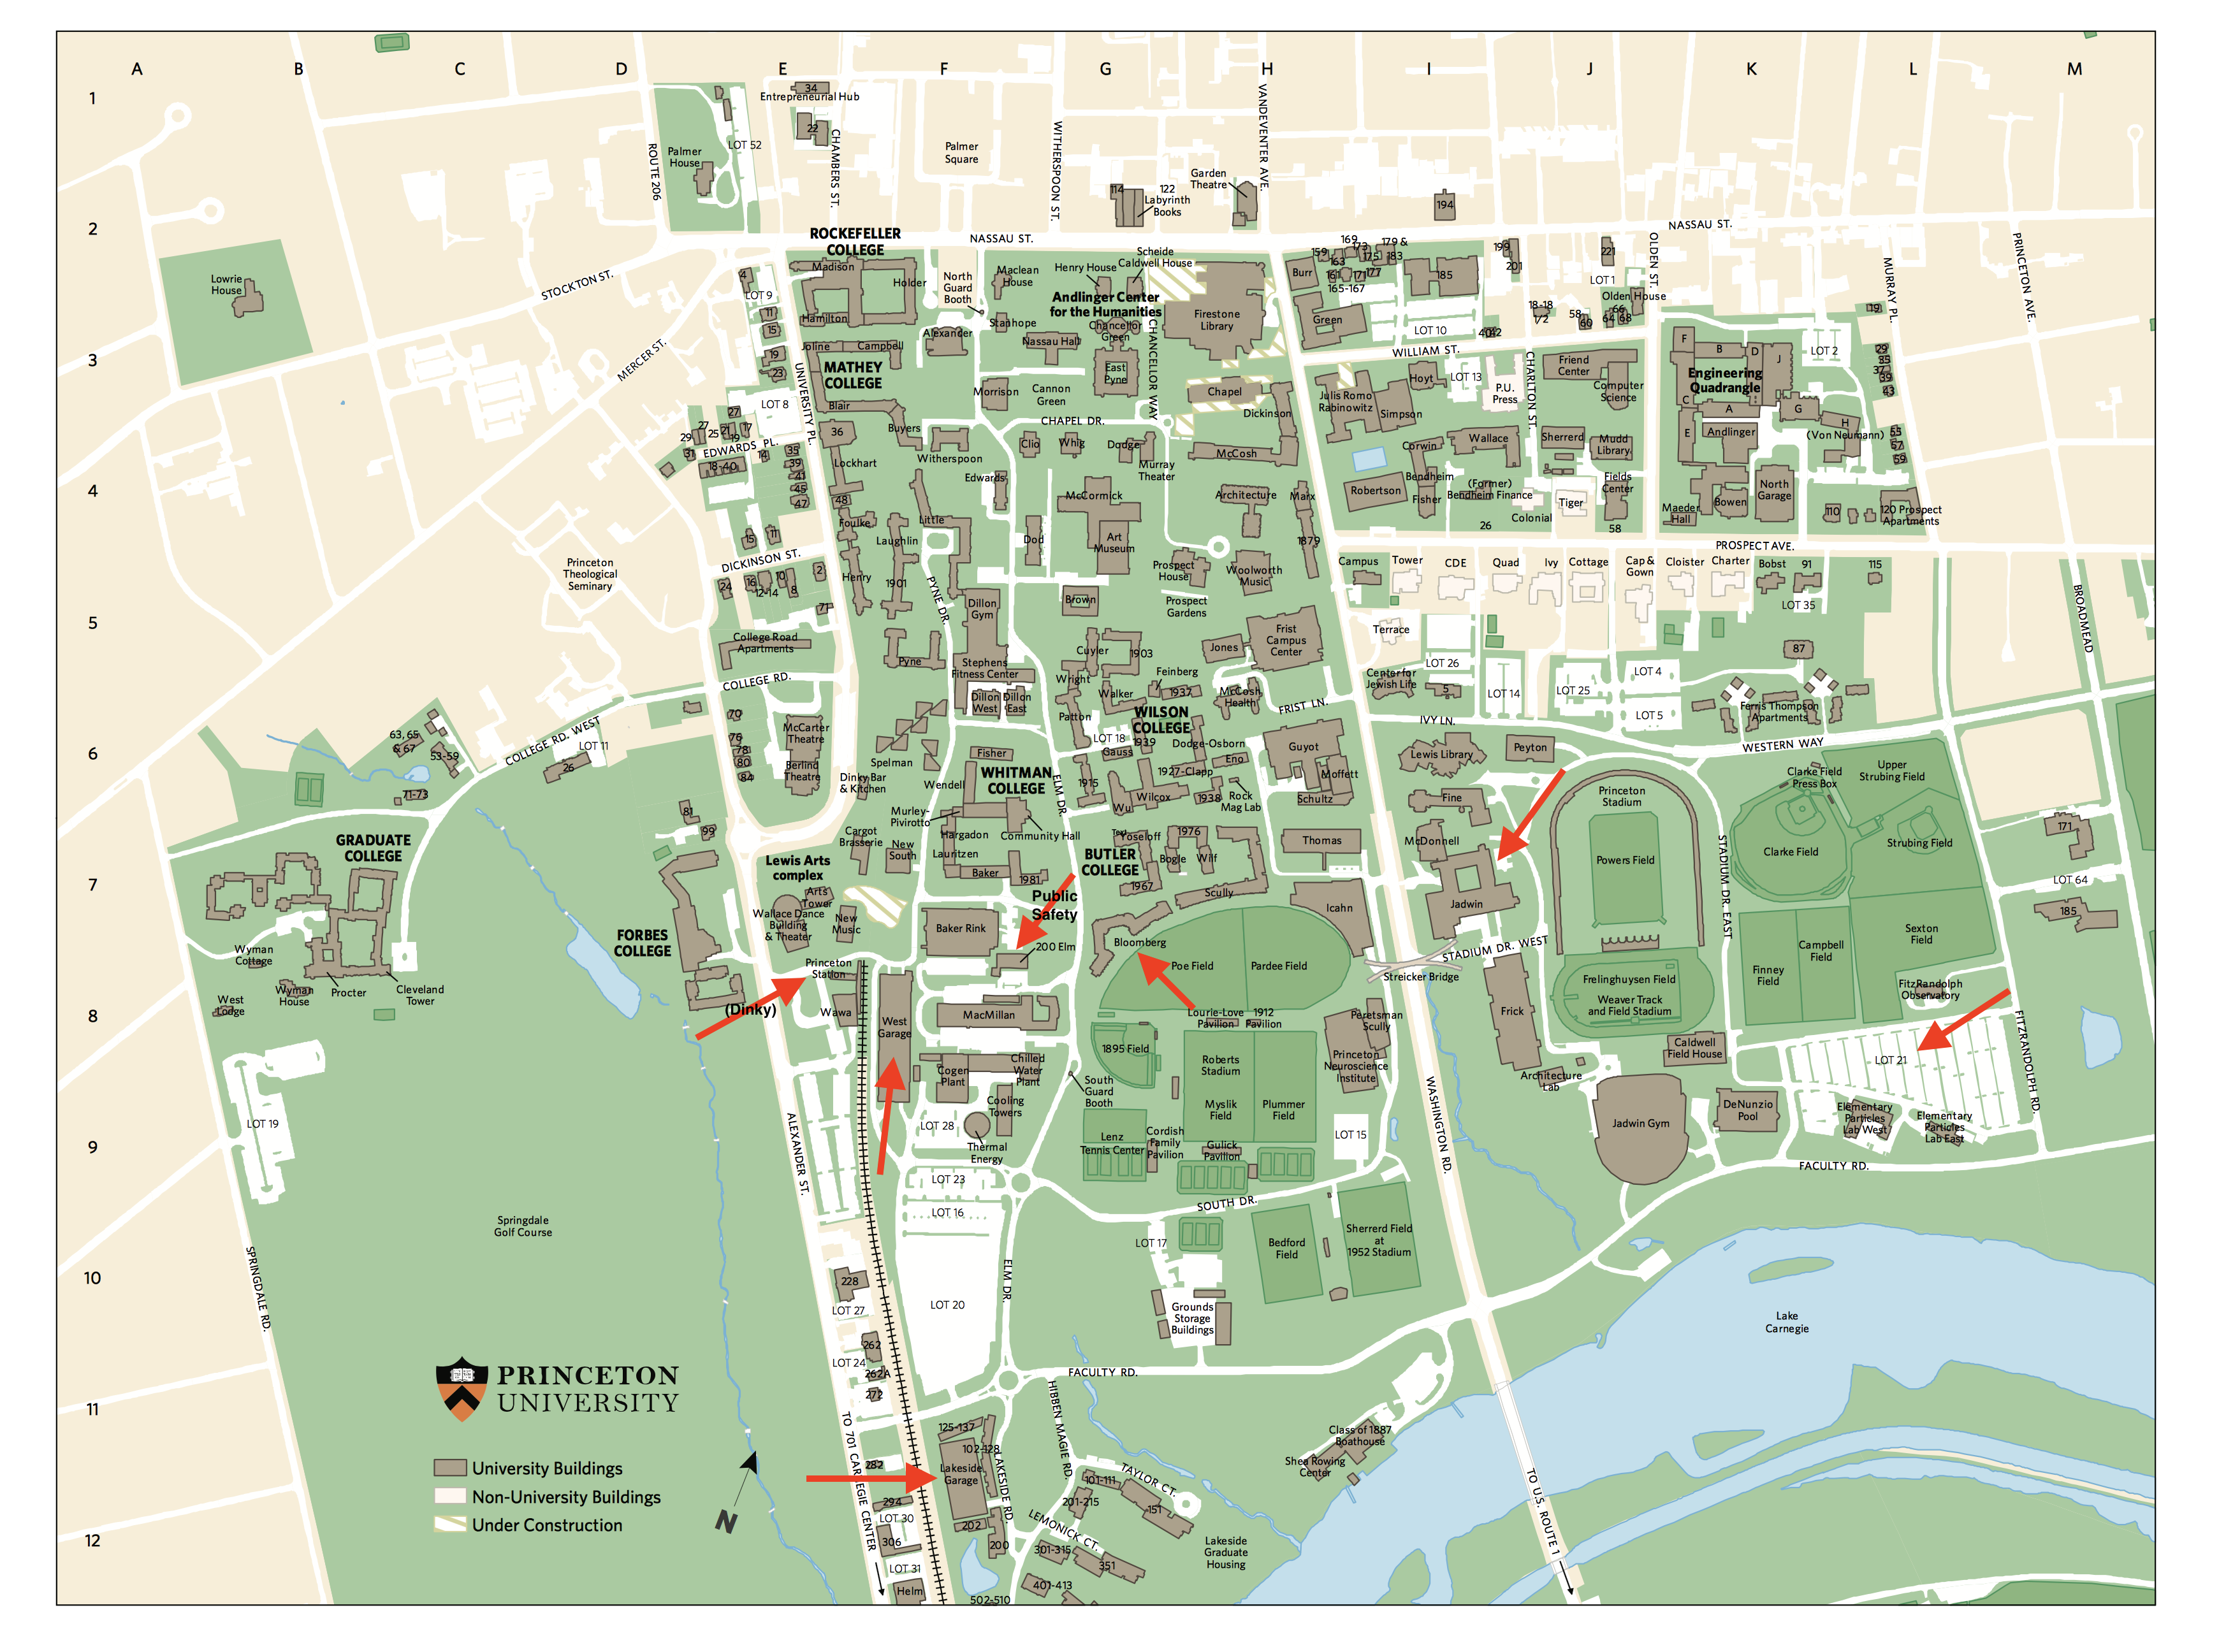 A B C D E F G H I J K L M
1
2
3
4
5
6
7
8
9
10
11
12
34
Entrepreneurial Hub
22
CHAMBERS ST.
LOT 52
Palmer
House
ROUTE 206
Palmer
Square
WITHERSPOON ST.
VANDEVENTER AVE.
Garden
Theatre
114
122
Labyrinth
Books
194
NASSAU ST.
NASSAU ST.
OLDEN ST.
MURRAY PL.
PRINCETON AVE.
Lowrie
House
STOCKTON ST.
MERCER ST.
ROCKEFELLER
COLLEGE
Madison
Holder
Hamilton
4
LOT 9
11
15
19
23
Joline
Campbell
MATHEY
COLLEGE
Blair
UNIVERSITY PL.
LOT 8
North
Guard
Booth
Maclean
House
Alexander
Stanhope
Nassau Hall
Henry House
Scheide
Caldwell House
Andlinger Center
for the Humanities
Chancellor
Green
CHANCELLOR WAY
East
Pyne
Firestone
Library
Morrison
Cannon
Green
CHAPEL DR.
Chapel
Dickinson
Burr
159
169
173
179 &
183
163
175
161
171
177
165-167
185
Green
LOT 10
199
201
221
LOT 1
Olden House
18-18
1/2
58
60
66
64
68
40
42
WILLIAM ST.
CHARLTON ST.
Hoyt
LOT 13
P.U.
Press
Friend
Center
Computer
Science
Julis Romo
Rabinowitz
Simpson
Corwin
Wallace
Sherrerd
Mudd
Library
F
B
D
J
Engineering
Quadrangle
C
A
G
H
(Von Neumann)
E
Andlinger
LOT 2
19
29
35
37
39
43
55
57
59
27
27
29
25
21
19
17
31
EDWARDS PL.
18-40
14
35
39
41
45
47
36
Buyers
Lockhart
48
Witherspoon
Clio
Whig
Dodge
Murray
Theater
McCosh
Edwards
McCormick
Architecture
Marx
Robertson
Bendheim
Fisher
(Former)
Bendheim Finance
26
Colonial
Tiger
Fields
Center
58
Maeder
Hall
Bowen
North
Garage
110
120 Prospect
Apartments
Foulke
Little
Laughlin
Dod
Art
Museum
1879
PROSPECT AVE.
15
11
DICKINSON ST.
24
16
12-14
10
8
2
71
Henry
1901
PYNE DR.
Princeton
Theological
Seminary
Prospect
House
Woolworth
Music
Prospect
Gardens
Campus
Tower
CDE
Quad
Ivy
Cottage
Cap &
Gown
Cloister
Charter
Bobst
91
115
LOT 35
BROADMEAD
Dillon
Gym
Brown
College Road
Apartments
Pyne
Stephens
Fitness Center
Cuyler
1903
Jones
Frist
Campus
Center
Terrace
LOT 26
87
COLLEGE RD.
Dillon
West
Dillon
East
Wright
Feinberg
Walker
1937
McCosh
Health
Patton
WILSON
COLLEGE
FRIST LN.
Center for
Jewish Life
5
LOT 14
LOT 25
LOT 4
LOT 5
IVY LN.
Ferris Thompson
Apartments
WESTERN WAY
63, 65
& 67
53-59
71-73
COLLEGE RD. WEST
LOT 11
26
70
76
78
80
84
McCarter
Theatre
Berlind
Theatre
Dinky Bar
& Kitchen
Spelman
Fisher
Wendell
WHITMAN
COLLEGE
ELM DR.
LOT 18
1939
Gauss
Dodge-Osborn
Eno
1915
1927-Clapp
Wilcox
Wu
1938
Rock
Mag Lab
Guyot
Moffett
Schultz
Lewis Library
Peyton
Fine
McDonnell
Princeton
Stadium
Powers Field
STADIUM DR. EAST
Clarke Field
Press Box
Upper
Strubing Field
Clarke Field
Strubing Field
171
LOT 64
185
GRADUATE
COLLEGE
81
99
Murley-
Pivirotto
Hargadon
Community Hall
Cargot
Brasserie
New
South
Lauritzen
Baker
1981
Text
Yoseloff
1976
BUTLER
COLLEGE
Bogle
Wilf
1967
Scully
Thomas
Icahn
Jadwin
Lewis Arts
complex
Arts
Tower
Wallace Dance
Building
& Theater
New
Music
FORBES
COLLEGE
Public
Safety
Baker Rink
200 Elm
Bloomberg
Poe Field
Pardee Field
STADIUM DR. WEST
Streicker Bridge
Sexton
Field
Campbell
Field
Finney
Field
Frelinghuysen Field
Weaver Track
and Field Stadium
FitzRandolph
Observatory
Wyman
Cottage
Wyman
House
Procter
Cleveland
Tower
West
Lodge
Princeton
Station
(Dinky)
Wawa
West
Garage
MacMillan
Lourie-Love
Pavilion
1912
Pavilion
Peretsman
Scully
Princeton
Neuroscience
Institute
Frick
Caldwell
Field House
LOT 21
FITZRANDOLPH RD.
Cogen
Plant
Chilled
Water
Plant
Cooling
Towers
1895 Field
South
Guard
Booth
Roberts
Stadium
Myslik
Field
Plummer
Field
Architecture
Lab
Jadwin Gym
DeNunzio
Pool
Elementary
Particles
Lab West
Elementary
Particles
Lab East
LOT 19
LOT 28
Thermal
Energy
Lenz
Tennis Center
Cordish
Family
Pavilion
Gulick
Pavilion
LOT 15
WASHINGTON RD.
FACULTY RD.
ALEXANDER ST.
LOT 23
LOT 16
SOUTH DR.
Springdale
Golf Course
SPRINGDALE RD.
LOT 17
Bedford
Field
Sherrerd Field
at
1952 Stadium
228
LOT 27
LOT 20
ELM DR.
Grounds
Storage
Buildings
Lake
Carnegie
262
LOT 24
262A
272
FACULTY RD.
PRINCETON
UNIVERSITY
University Buildings
Non-University Buildings
Under Construction
N
TO 701 CARNEGIE CENTER
125-137
102-128
282
Lakeside
Garage
LAKESIDE RD.
HIBBEN MAGIE RD.
101-111
TAYLOR CT.
201-215
151
294
LOT 30
202
306
200
LEMONICK CT.
301-315
351
LOT 31
Helm
401-413
502-510
Lakeside
Graduate
Housing
Class of 1887
Boathouse
Shea Rowing
Center
TO U.S. ROUTE 1